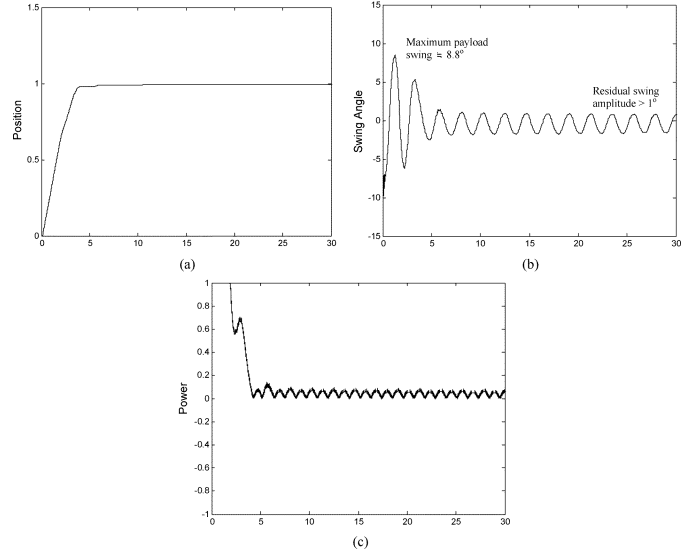 1.5
1
0.5
0
Position
0 5 10 15 20 25 30
(a)
15
10
5
0
-5
-10
-15
Swing Angle
Maximum payload
swing ≒ 8.8°
Residual swing
amplitude > 1°
0 5 10 15 20 25 30
(b)
1
0.8
0.6
0.4
0.2
0
-0.2
-0.4
-0.6
-0.8
-1
Power
0 5 10 15 20 25 30
(c)